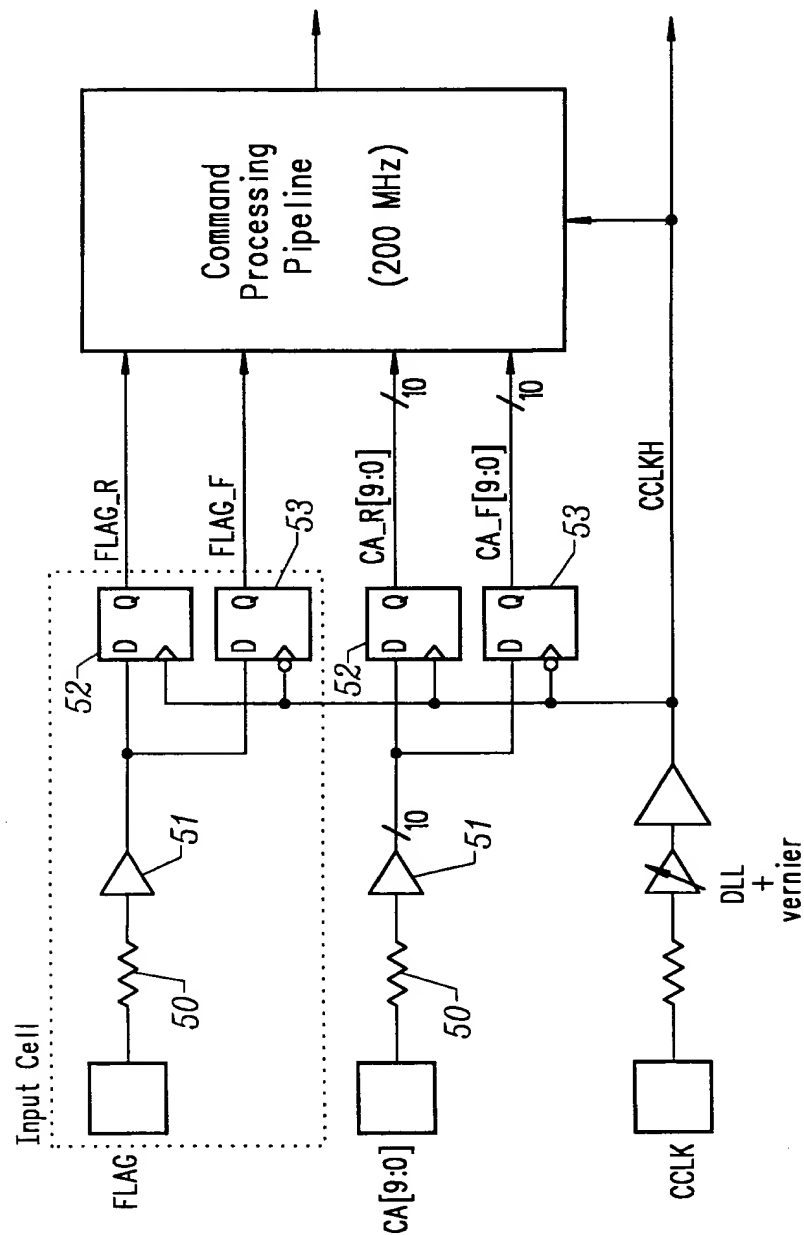 Input Cell
FLAG
50
51
52
D Q
FLAG_R
D Q
53
FLAG_F
CA[9:0]
50
51
10
52
D Q
CA_R[9:0]
10
D Q
53
CA_F[9:0]
10
Command
Processing
Pipeline
(200 MHz)
CCLK
DLL
+
vernier
CCLKH